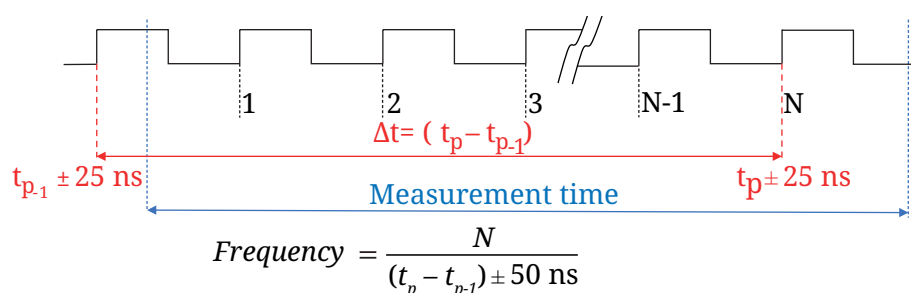 1 2 3 N-1 N
Δt= ( tp – tp-1)
tp-1 ± 25 ns tp± 25 ns
Measurement time
Frequency = N / (tp – tp-1) ± 50 ns